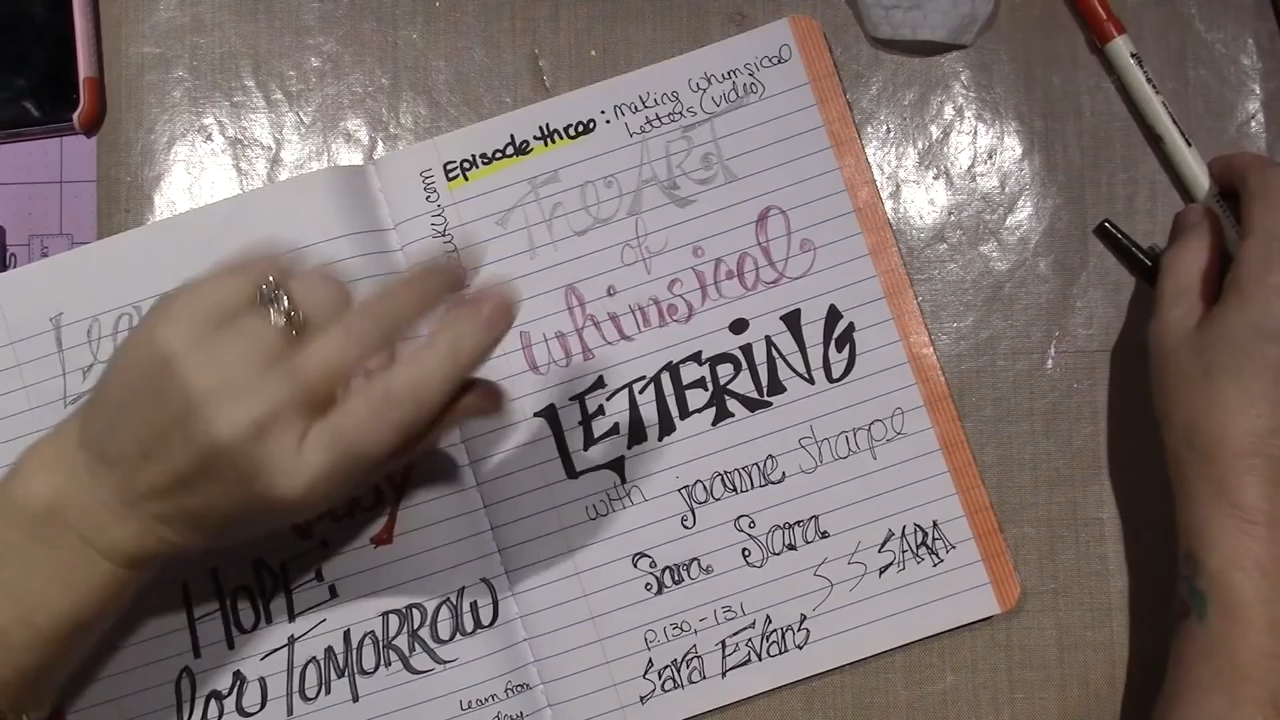 HOPE
for TOMORROW
Learn from
Episode three: Making whimsical
Letters (video)
The ART
of
whimsical
LETTERING
with joanne Sharpe
Sara Sara
S S SARA
P. 130, -131
Sara Evans